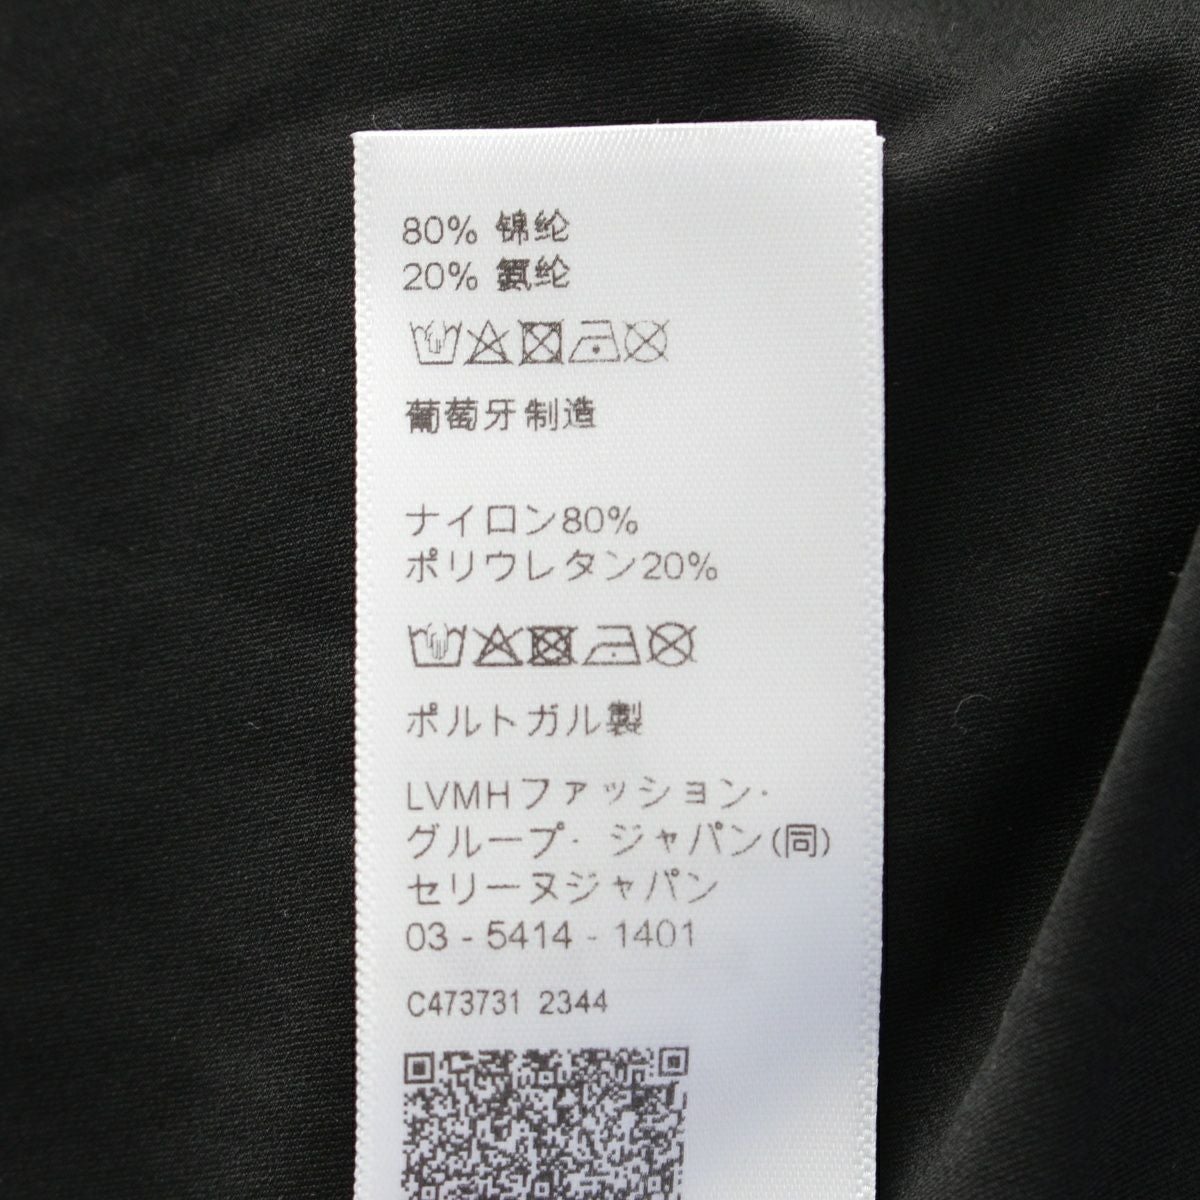 80% 锦纶
20% 氨纶
葡萄牙制造
ナイロン80%
ポリウレタン20%
ポルトガル製
LVMHファッション·
グループ· ジャパン(同)
セリーヌジャパン
03 - 5414 - 1401
C473731 2344